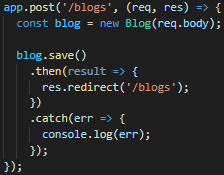 app.post('/blogs', (req, res) => {
  const blog = new Blog(req.body);

  blog.save()
    .then(result => {
      res.redirect('/blogs');
    })
    .catch(err => {
      console.log(err);
    });
});